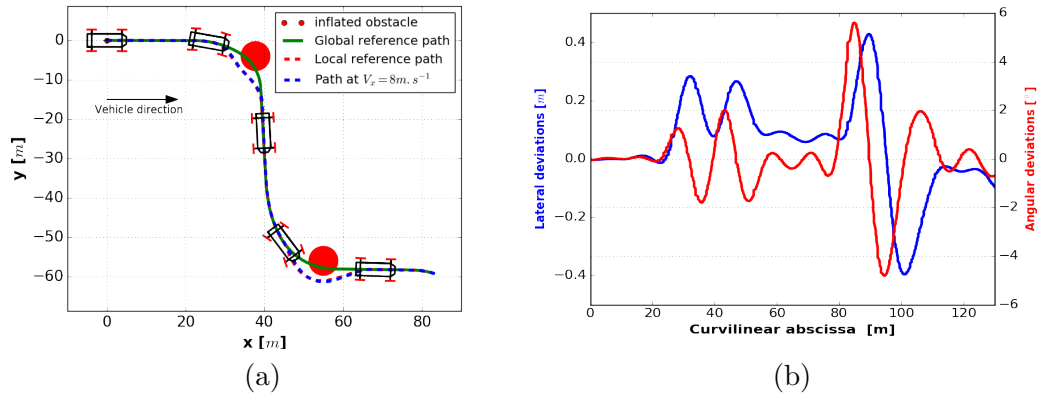 inflated obstacle
Global reference path
Local reference path
Path at V_x = 8m.s^{-1}
Vehicle direction
0
−10
−20
−30
−40
−50
−60
y [m]
0 20 40 60 80
x [m]
(a)
0.4
0.2
0.0
−0.2
−0.4
Lateral deviations [m]
6
4
2
0
−2
−4
−6
Angular deviations [°]
0 20 40 60 80 100 120
Curvilinear abscissa [m]
(b)